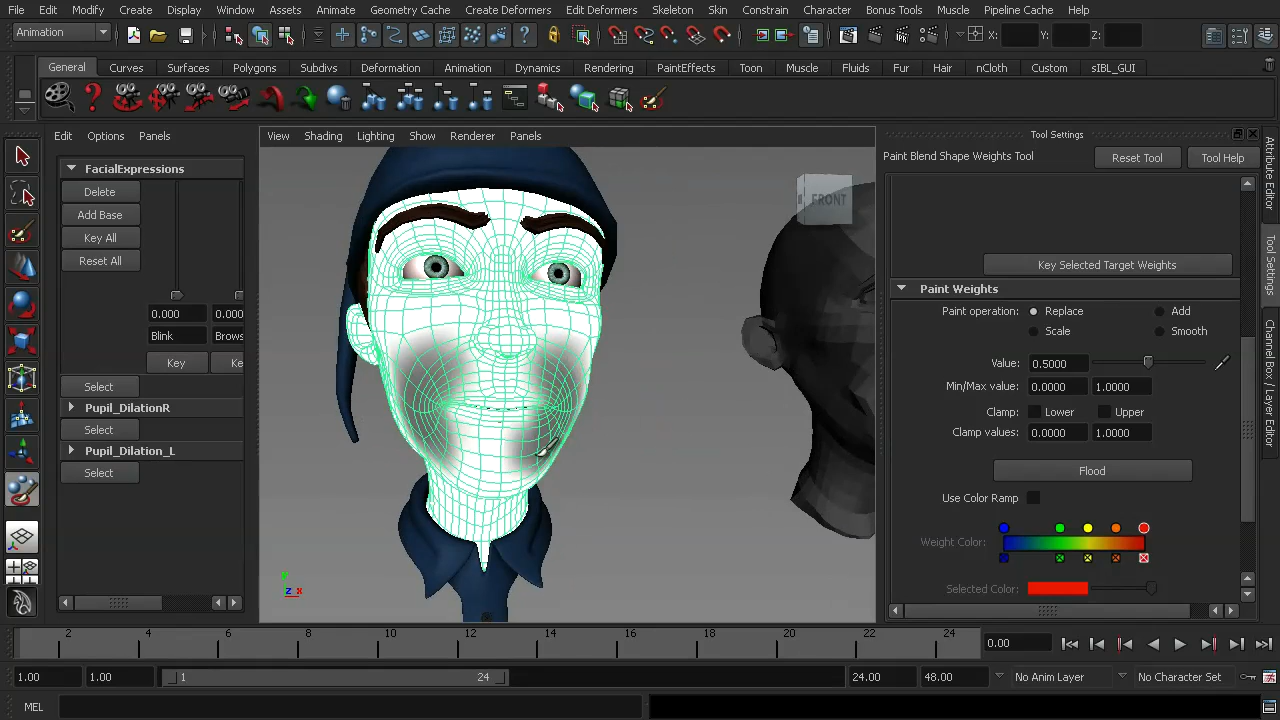 File Edit Modify Create Display Window Assets Animate Geometry Cache Create Deformers Edit Deformers Skeleton Skin Constrain Character Bonus Tools Muscle Pipeline Cache Help
Animation X: Y: Z:
General Curves Surfaces Polygons Subdivs Deformation Animation Dynamics Rendering PaintEffects Toon Muscle Fluids Fur Hair nCloth Custom sIBL_GUI
Edit Options Panels
FacialExpressions
Delete
Add Base
Key All
Reset All
0.000 0.000
Blink Brows
Key Ke
Select
Pupil_DilationR
Select
Pupil_Dilation_L
Select
View Shading Lighting Show Renderer Panels
FRONT
y
z x
Tool Settings
Paint Blend Shape Weights Tool Reset Tool Tool Help
Key Selected Target Weights
Paint Weights
Paint operation: Replace Add
Scale Smooth
Value: 0.5000
Min/Max value: 0.0000 1.0000
Clamp: Lower Upper
Clamp values: 0.0000 1.0000
Flood
Use Color Ramp
Weight Color:
Selected Color:
Attribute Editor
Tool Settings
Channel Box / Layer Editor
2 4 6 8 10 12 14 16 18 20 22 24 0.00
1.00 1.00 1 24 24.00 48.00 No Anim Layer No Character Set
MEL